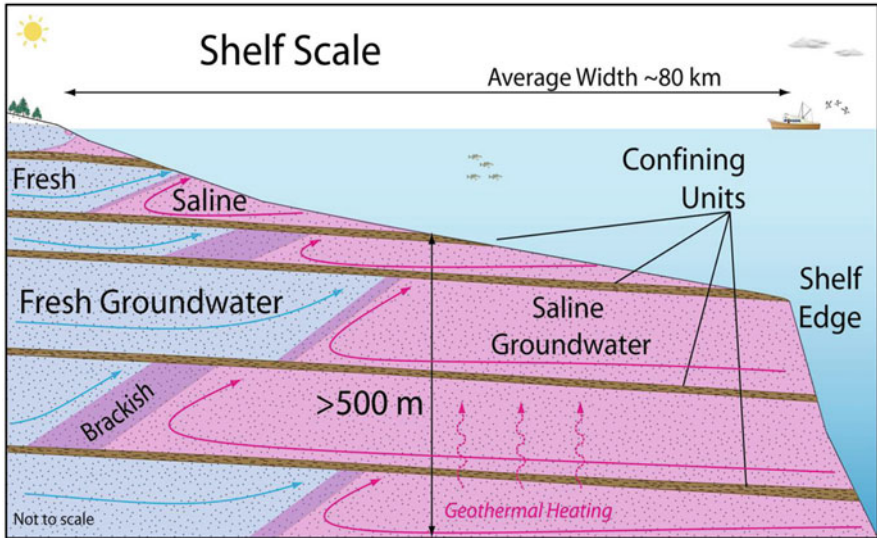 Shelf Scale
Average Width ~80 km
Confining
Units
Fresh
Saline
Shelf
Edge
Fresh Groundwater
Saline
Groundwater
Brackish
>500 m
Geothermal Heating
Not to scale